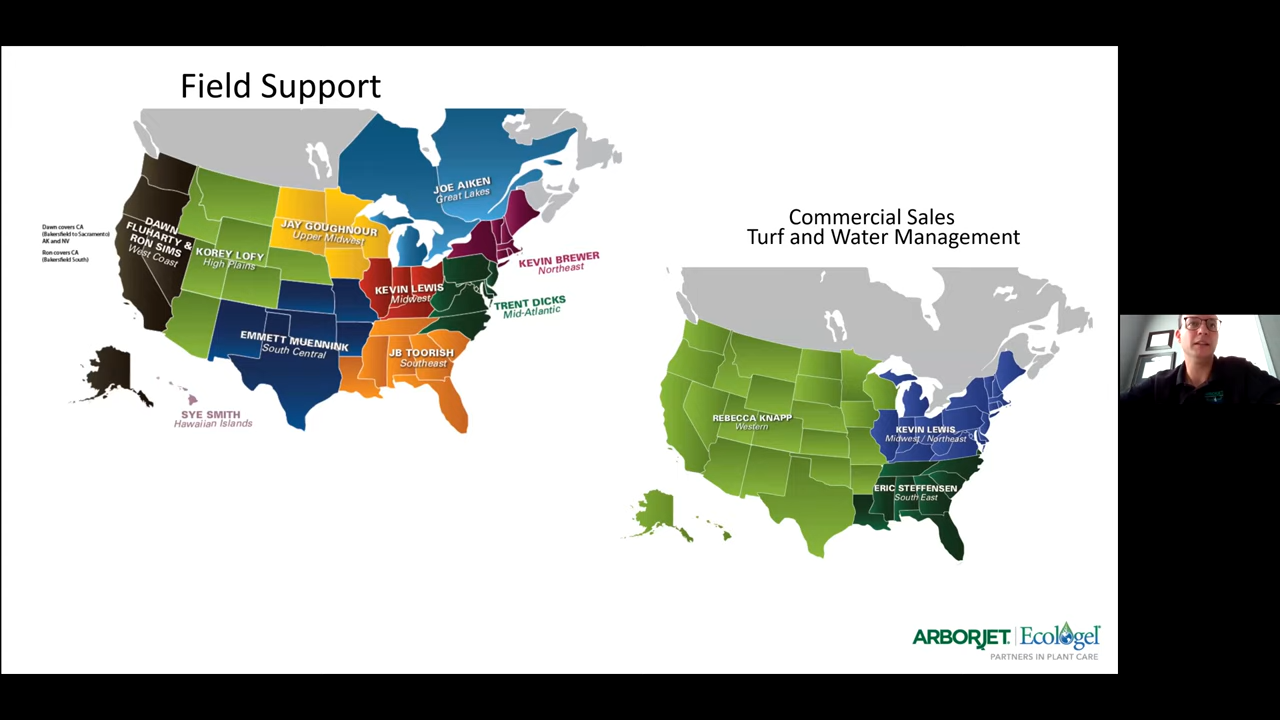 Field Support
JOE AIKEN
Great Lakes
Dawn covers CA
(Bakersfield to Sacramento)
AK and NV
Ron covers CA
(Bakersfield South)
DAWN
FLUHARTY &
RON SIMS
West Coast
KOREY LOFY
High Plains
JAY GOUGHNOUR
Upper Midwest
KEVIN LEWIS
Midwest
KEVIN BREWER
Northeast
TRENT DICKS
Mid-Atlantic
EMMETT MUENNINK
South Central
JB TOORISH
Southeast
SYE SMITH
Hawaiian Islands
Commercial Sales
Turf and Water Management
REBECCA KNAPP
Western
KEVIN LEWIS
Midwest / Northeast
ERIC STEFFENSEN
South East
ARBORJET | Ecologel
PARTNERS IN PLANT CARE